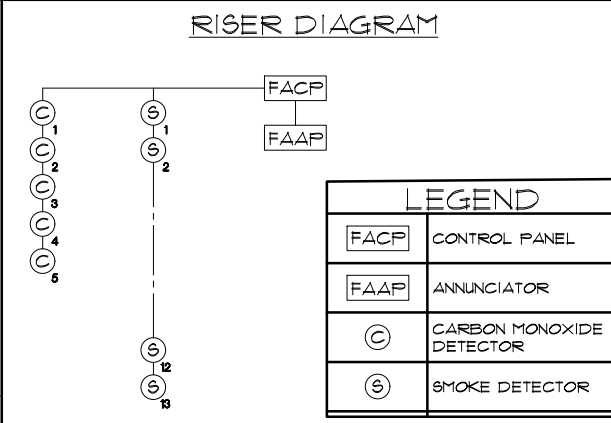 RISER DIAGRAM
FACP
C
1
S
1
FAAP
C
2
S
2
C
3
C
4
C
5
S
12
S
13
LEGEND
FACP CONTROL PANEL
FAAP ANNUNCIATOR
C CARBON MONOXIDE
DETECTOR
S SMOKE DETECTOR